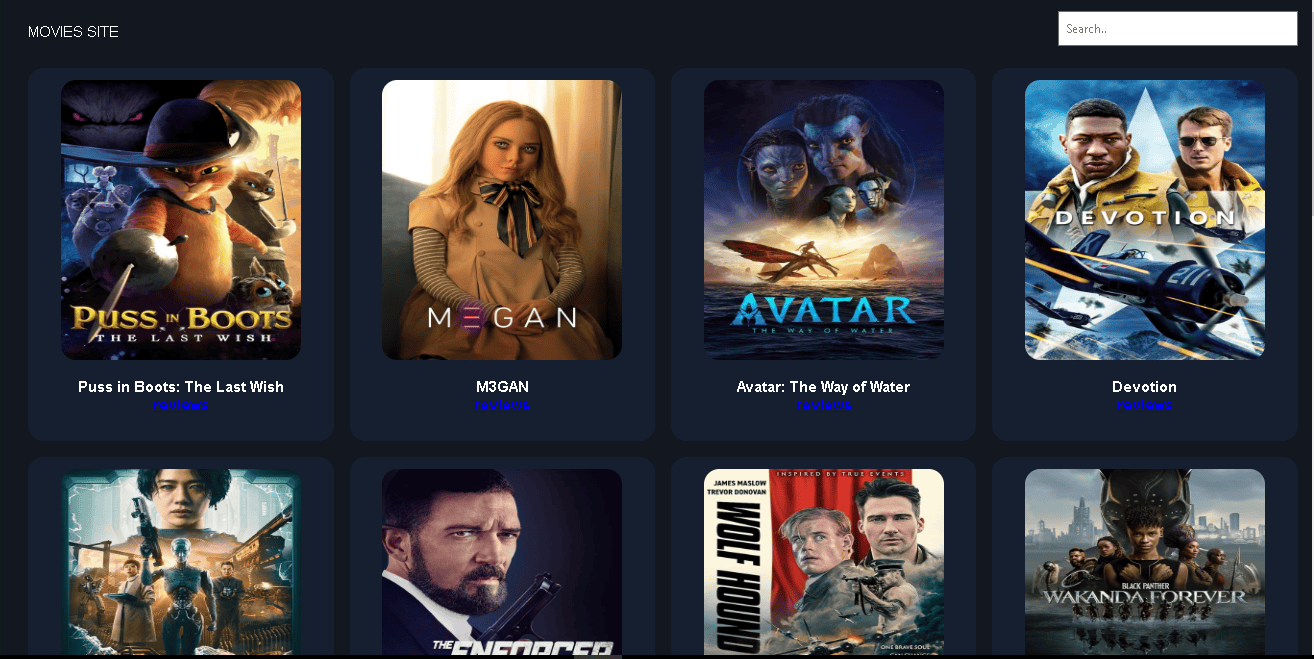 MOVIES SITE
Search..
PUSS IN BOOTS
THE LAST WISH
M3GAN
AVATAR
THE WAY OF WATER
DEVOTION
Puss in Boots: The Last Wish
M3GAN
Avatar: The Way of Water
Devotion
reviews
reviews
reviews
reviews
THE ENFORCER
INSPIRED BY TRUE EVENTS
JAMES MASLOW
TREVOR DONOVAN
WOLF HOUND
ONE BRAVE SOUL
BLACK PANTHER
WAKANDA FOREVER